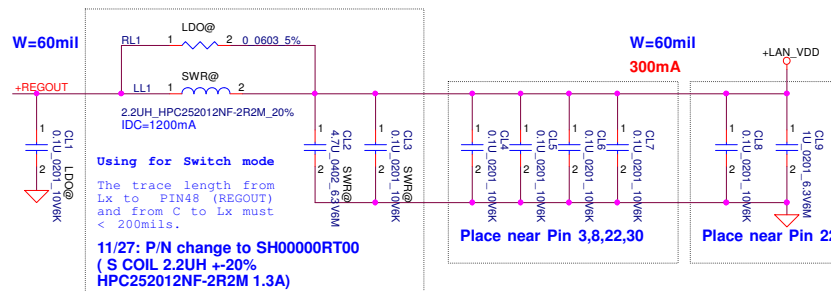 LDO@
RL1 1 2 0_0603_5%
W=60mil
W=60mil
+LAN_VDD
300mA
SWR@
+REGOUT
LL1 1 2
2.2UH_HPC252012NF-2R2M_20%
IDC=1200mA
1 2 CL1 0.1U_0201_10V6K LDO@
1 2 CL2 4.7U_0402_6.3V6M SWR@
1 2 CL3 0.1U_0201_10V6K SWR@
1 2 CL4 0.1U_0201_10V6K
1 2 CL5 0.1U_0201_10V6K
1 2 CL6 0.1U_0201_10V6K
1 2 CL7 0.1U_0201_10V6K
1 2 CL8 0.1U_0201_10V6K
1 2 CL9 1U_0201_6.3V6M
Using for Switch mode
The trace length from
Lx to PIN48 (REGOUT)
and from C to Lx must
< 200mils.
11/27: P/N change to SH00000RT00
( S COIL 2.2UH +-20%
HPC252012NF-2R2M 1.3A)
Place near Pin 3,8,22,30
Place near Pin 22